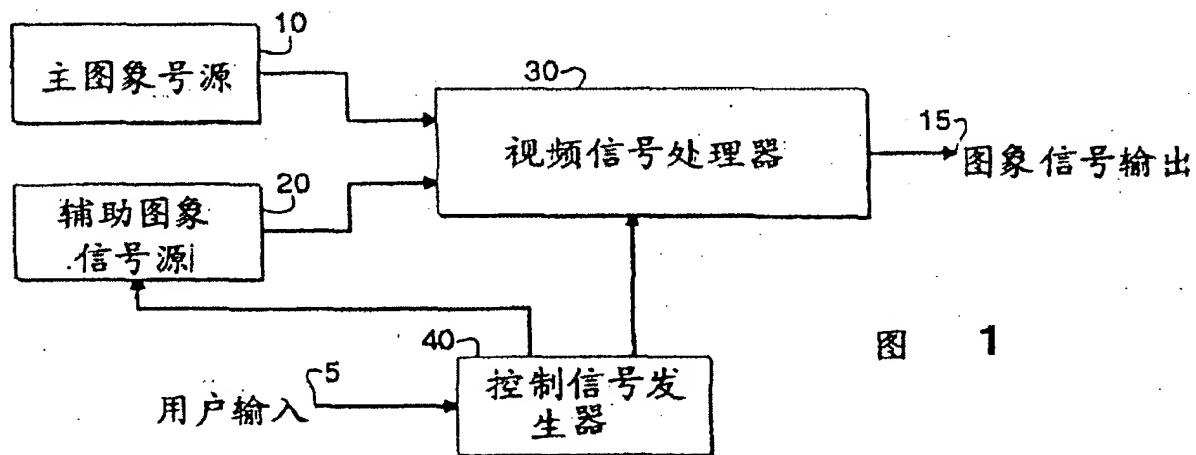 10
主图象号源
30
视频信号处理器
15
图象信号输出
20
辅助图象
信号源
40
控制信号发
生器
5
用户输入
图 1